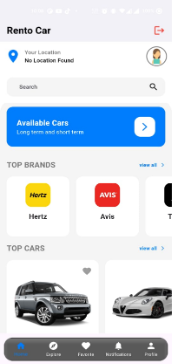 Rento Car
Your Location
No Location Found
Search
Available Cars
Long term and short term
TOP BRANDS
view all
Hertz
AVIS
Hertz
Avis
TOP CARS
view all
Explore
Favorite
Notifications
Profile